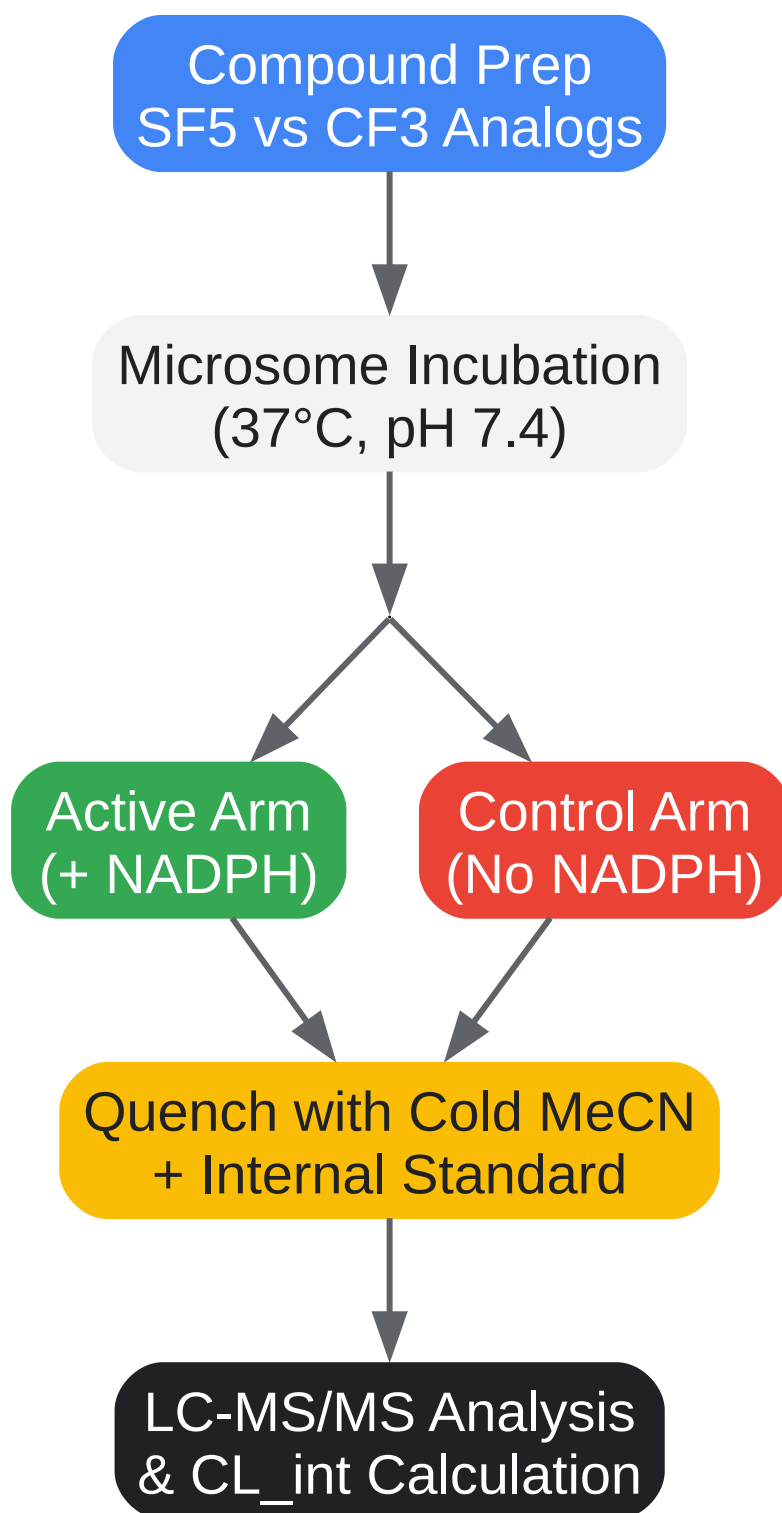 Compound Prep
SF5 vs CF3 Analogs
Microsome Incubation
(37°C, pH 7.4)
Active Arm
(+ NADPH)
Control Arm
(No NADPH)
Quench with Cold MeCN
+ Internal Standard
LC-MS/MS Analysis
& CL_int Calculation